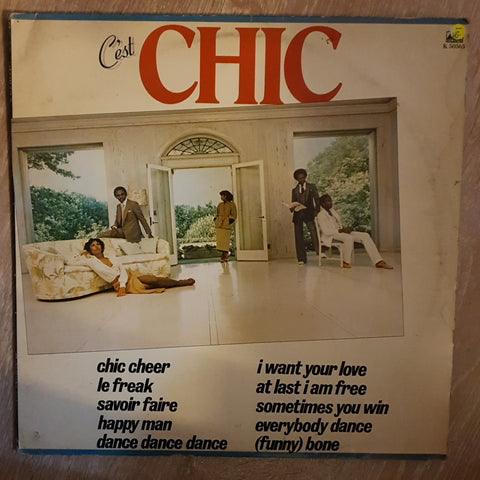 C'est
CHIC
K 50565
chic cheer
le freak
savoir faire
happy man
dance dance dance
i want your love
at last i am free
sometimes you win
everybody dance
(funny) bone